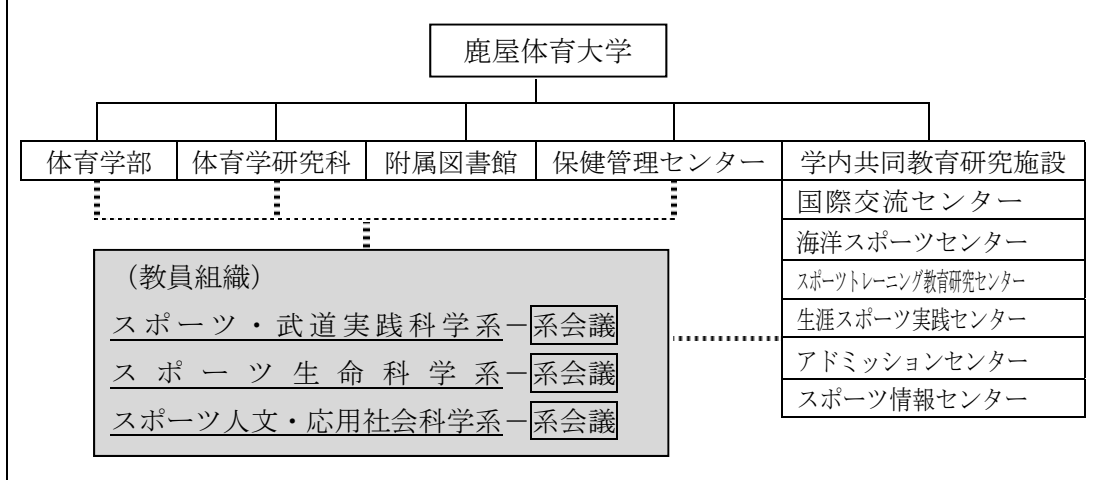 鹿屋体育大学
体育学部 体育学研究科 附属図書館 保健管理センター 学内共同教育研究施設
国際交流センター
海洋スポーツセンター
スポーツトレーニング教育研究センター
生涯スポーツ実践センター
アドミッションセンター
スポーツ情報センター
（教員組織）
スポーツ・武道実践科学系－系会議
スポーツ生命科学系－系会議
スポーツ人文・応用社会科学系－系会議